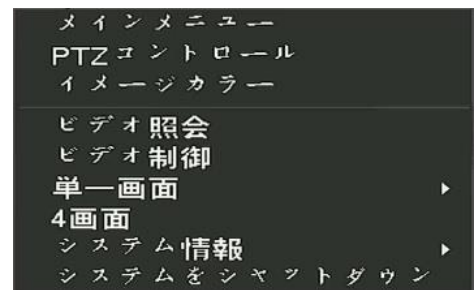 メインメニュー
PTZコントロール
イメージカラー
ビデオ照会
ビデオ制御
単一画面
4画面
システム情報
システムをシャットダウン